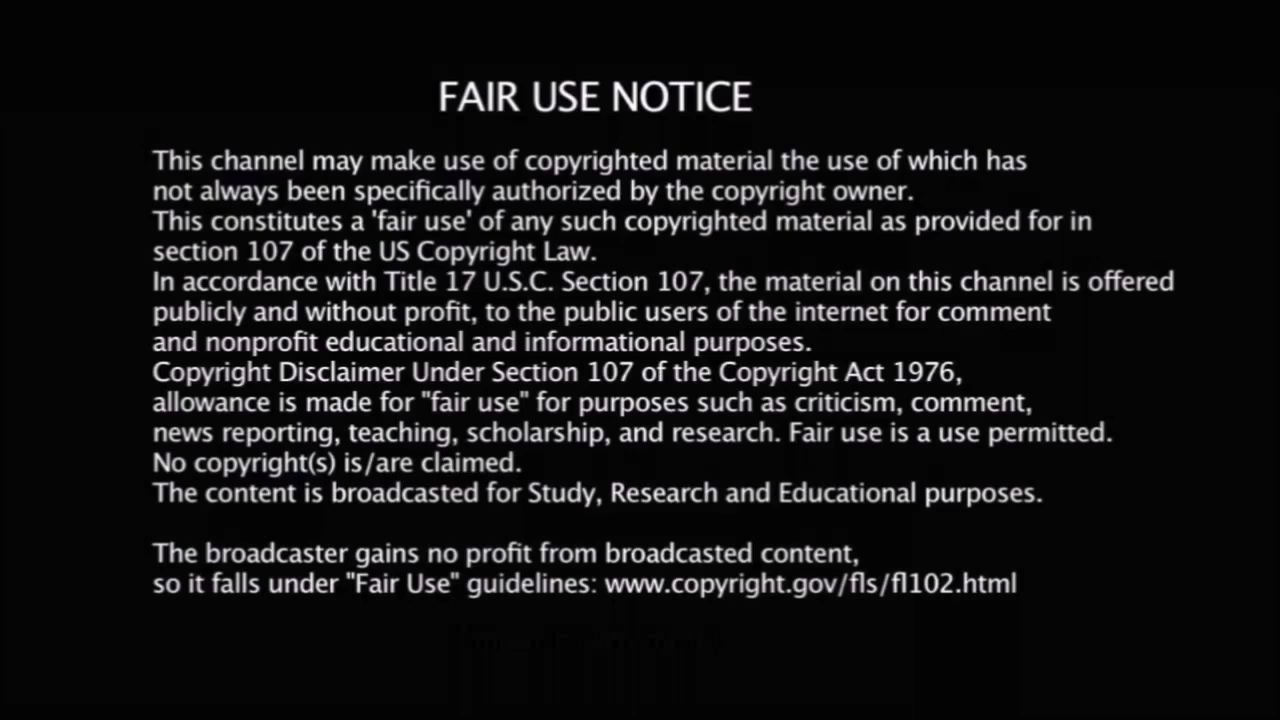 FAIR USE NOTICE
This channel may make use of copyrighted material the use of which has
not always been specifically authorized by the copyright owner.
This constitutes a 'fair use' of any such copyrighted material as provided for in
section 107 of the US Copyright Law.
In accordance with Title 17 U.S.C. Section 107, the material on this channel is offered
publicly and without profit, to the public users of the internet for comment
and nonprofit educational and informational purposes.
Copyright Disclaimer Under Section 107 of the Copyright Act 1976,
allowance is made for "fair use" for purposes such as criticism, comment,
news reporting, teaching, scholarship, and research. Fair use is a use permitted.
No copyright(s) is/are claimed.
The content is broadcasted for Study, Research and Educational purposes.
The broadcaster gains no profit from broadcasted content,
so it falls under "Fair Use" guidelines: www.copyright.gov/fls/fl102.html